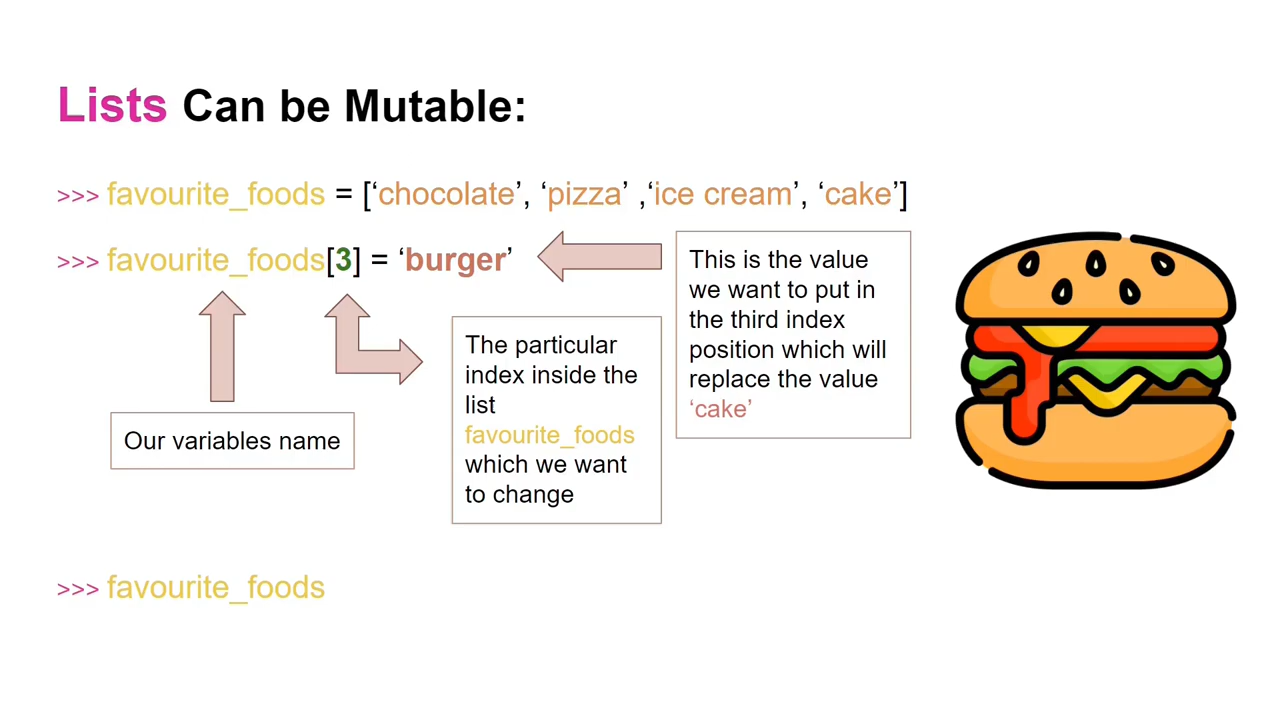 Lists Can be Mutable:
>>> favourite_foods = [‘chocolate’, ‘pizza’ ,‘ice cream’, ‘cake’]
>>> favourite_foods[3] = ‘burger’
This is the value
we want to put in
the third index
position which will
replace the value
‘cake’
The particular
index inside the
list
favourite_foods
which we want
to change
Our variables name
>>> favourite_foods